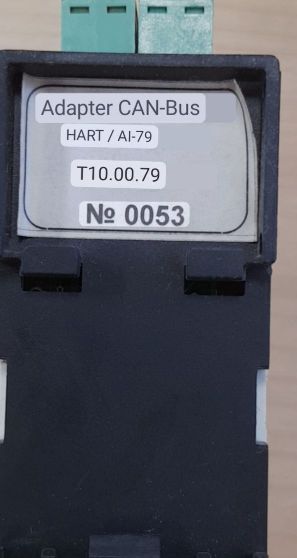 Adapter CAN-Bus
HART / AI-79
T10.00.79
№ 0053